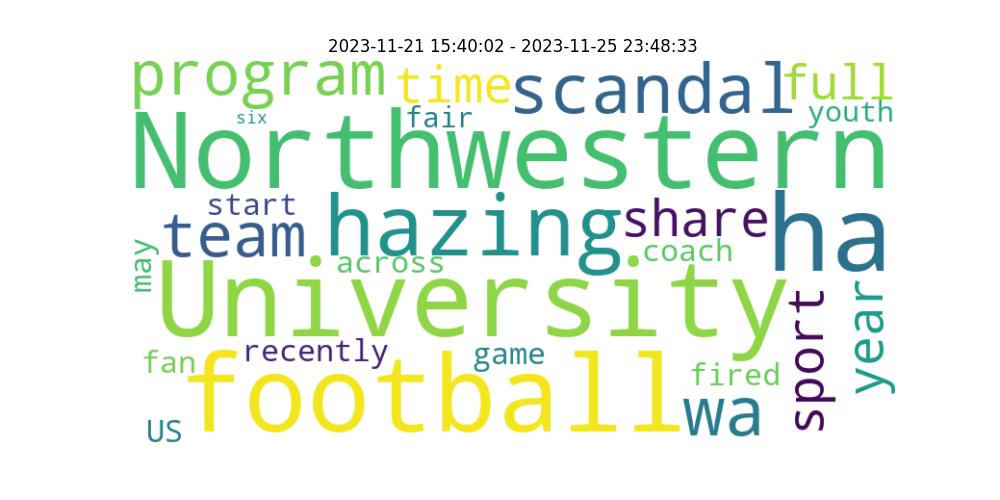 2023-11-21 15:40:02 - 2023-11-25 23:48:33
program time scandal full
six fair youth
Northwestern
start hazing share ha
team coach
may across
University sport year
fan recently game fired
football wa
US